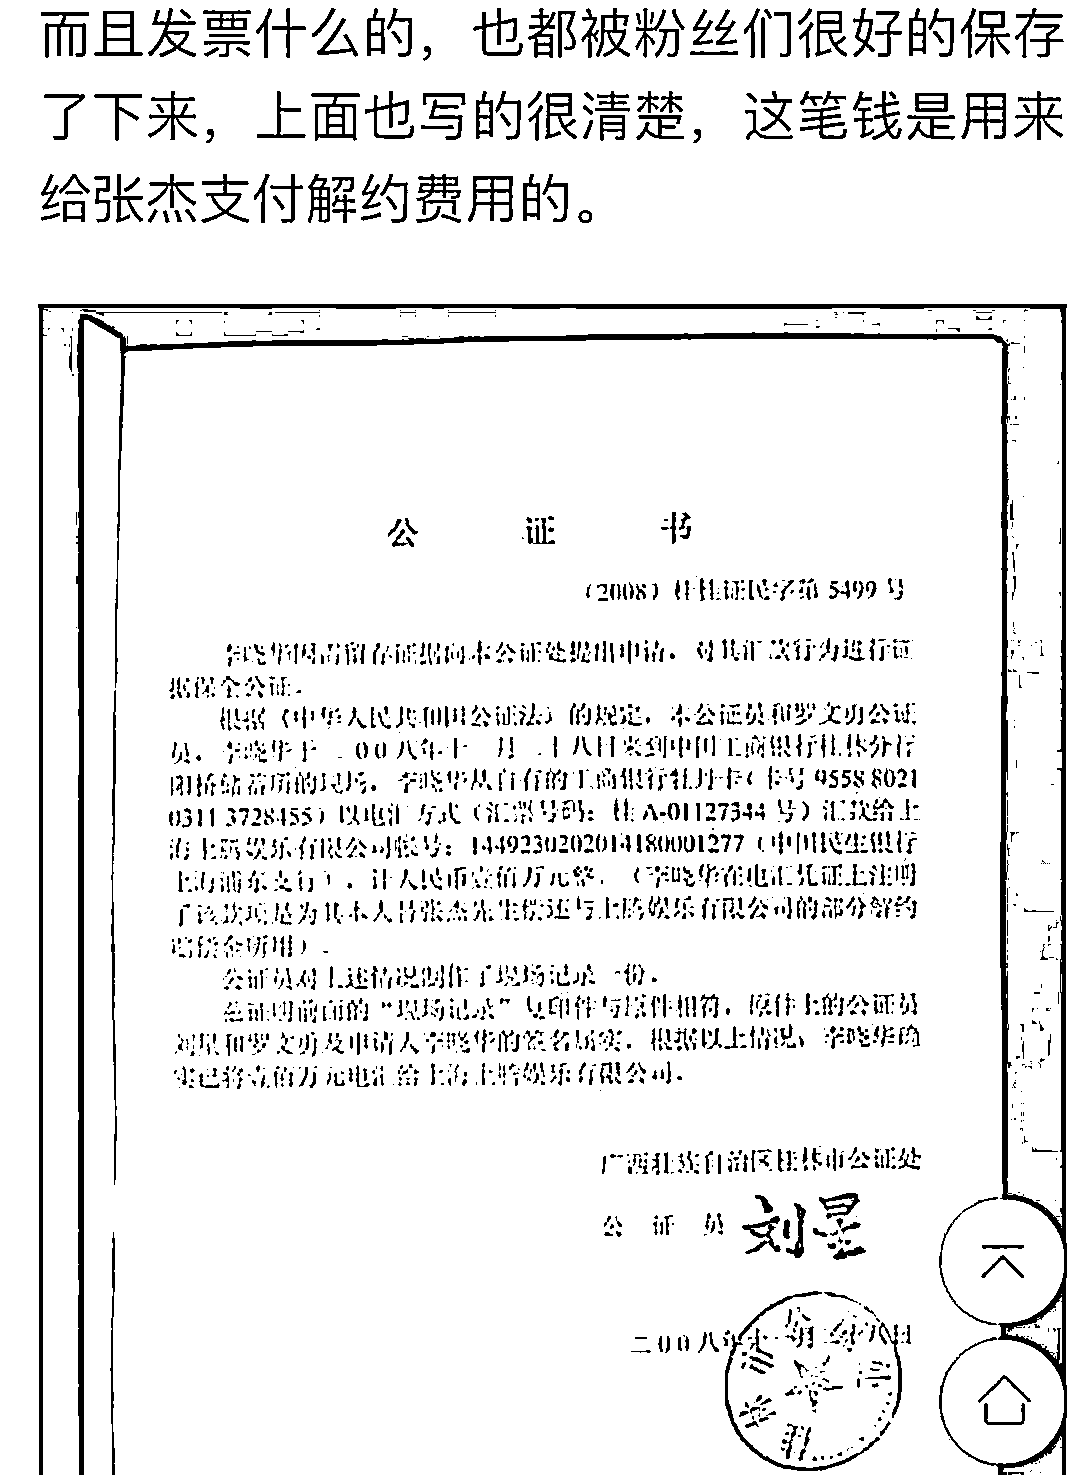 而且发票什么的，也都被粉丝们很好的保存
了下来，上面也写的很清楚，这笔钱是用来
给张杰支付解约费用的。
公 证 书
（2008）桂桂证民字第 5499 号
李晓华因需留存证据向本公证处提出申请，对其汇款行为进行证
据保全公证。
根据《中华人民共和国公证法》的规定，本公证员和罗文勇公证
员，李晓华于二00八年十 月二十八日来到中国工商银行桂林分行
阳桥储蓄所的现场，李晓华从自有的工商银行牡丹卡（卡号 9558 8021
0311 3728455）以电汇方式（汇票号码：桂 A-01127344 号）汇款给上
海上腾娱乐有限公司帐号：1449230202014180001277（中国民生银行
上海浦东支行），计人民币壹佰万元整。（李晓华在电汇凭证上注明
了该款项是为其本人替张杰先生偿还与上腾娱乐有限公司的部分解约
赔偿金所用）。
公证员对上述情况制作了现场记录一份。
兹证明前面的“现场记录”复印件与原件相符，原件上的公证员
刘星和罗文勇及申请人李晓华的签名属实。根据以上情况，李晓华确
实已将壹佰万元电汇给上海上腾娱乐有限公司。
广西壮族自治区桂林市公证处
公 证 员 刘星
二00八年十 月二十八日